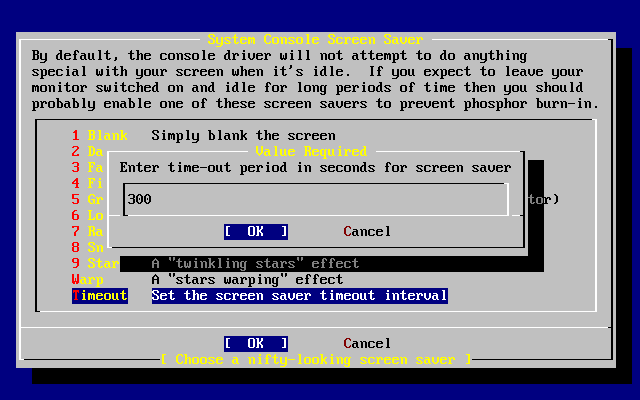 System Console Screen Saver
By default, the console driver will not attempt to do anything
special with your screen when it's idle.  If you expect to leave your
monitor switched on and idle for long periods of time then you should
probably enable one of these screen savers to prevent phosphor burn-in.
1 Blank   Simply blank the screen
2 Da
Value Required
3 Fa
Enter time-out period in seconds for screen saver
4 Fi
5 Gr
300
tor)
6 Lo
7 Ra
[  OK  ]       Cancel
8 Sn
9 Star    A "twinkling stars" effect
Warp      A "stars warping" effect
Timeout   Set the screen saver timeout interval
[  OK  ]       Cancel
[ Choose a nifty-looking screen saver ]